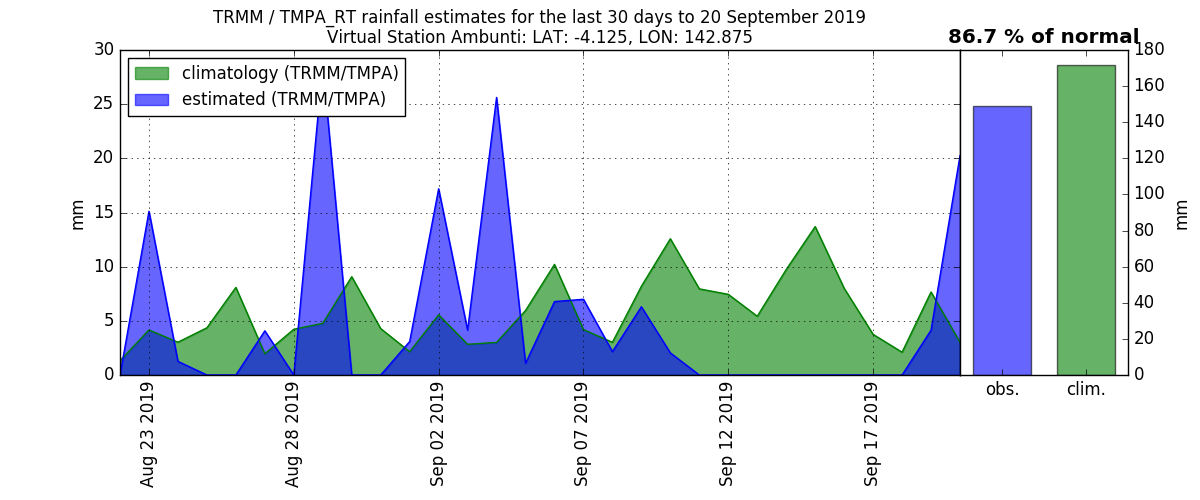 TRMM / TMPA_RT rainfall estimates for the last 30 days to 20 September 2019
Virtual Station Ambunti: LAT: -4.125, LON: 142.875
86.7 % of normal
climatology (TRMM/TMPA)
estimated (TRMM/TMPA)
30
25
20
15
10
5
0
mm
Aug 23 2019
Aug 28 2019
Sep 02 2019
Sep 07 2019
Sep 12 2019
Sep 17 2019
obs.
clim.
180
160
140
120
100
80
60
40
20
0
mm